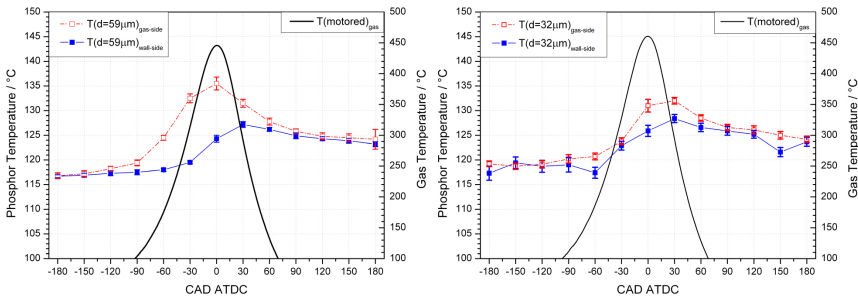 T(d=59µm)gas-side
T(d=59µm)wall-side
T(motored)gas
Phosphor Temperature / °C
150
145
140
135
130
125
120
115
110
105
100
500
450
400
350
300
250
200
150
100
Gas Temperature / °C
-180 -150 -120 -90 -60 -30 0 30 60 90 120 150 180
CAD ATDC
T(d=32µm)gas-side
T(d=32µm)wall-side
T(motored)gas
Phosphor Temperature / °C
150
145
140
135
130
125
120
115
110
105
100
500
450
400
350
300
250
200
150
100
Gas Temperature / °C
-180 -150 -120 -90 -60 -30 0 30 60 90 120 150 180
CAD ATDC